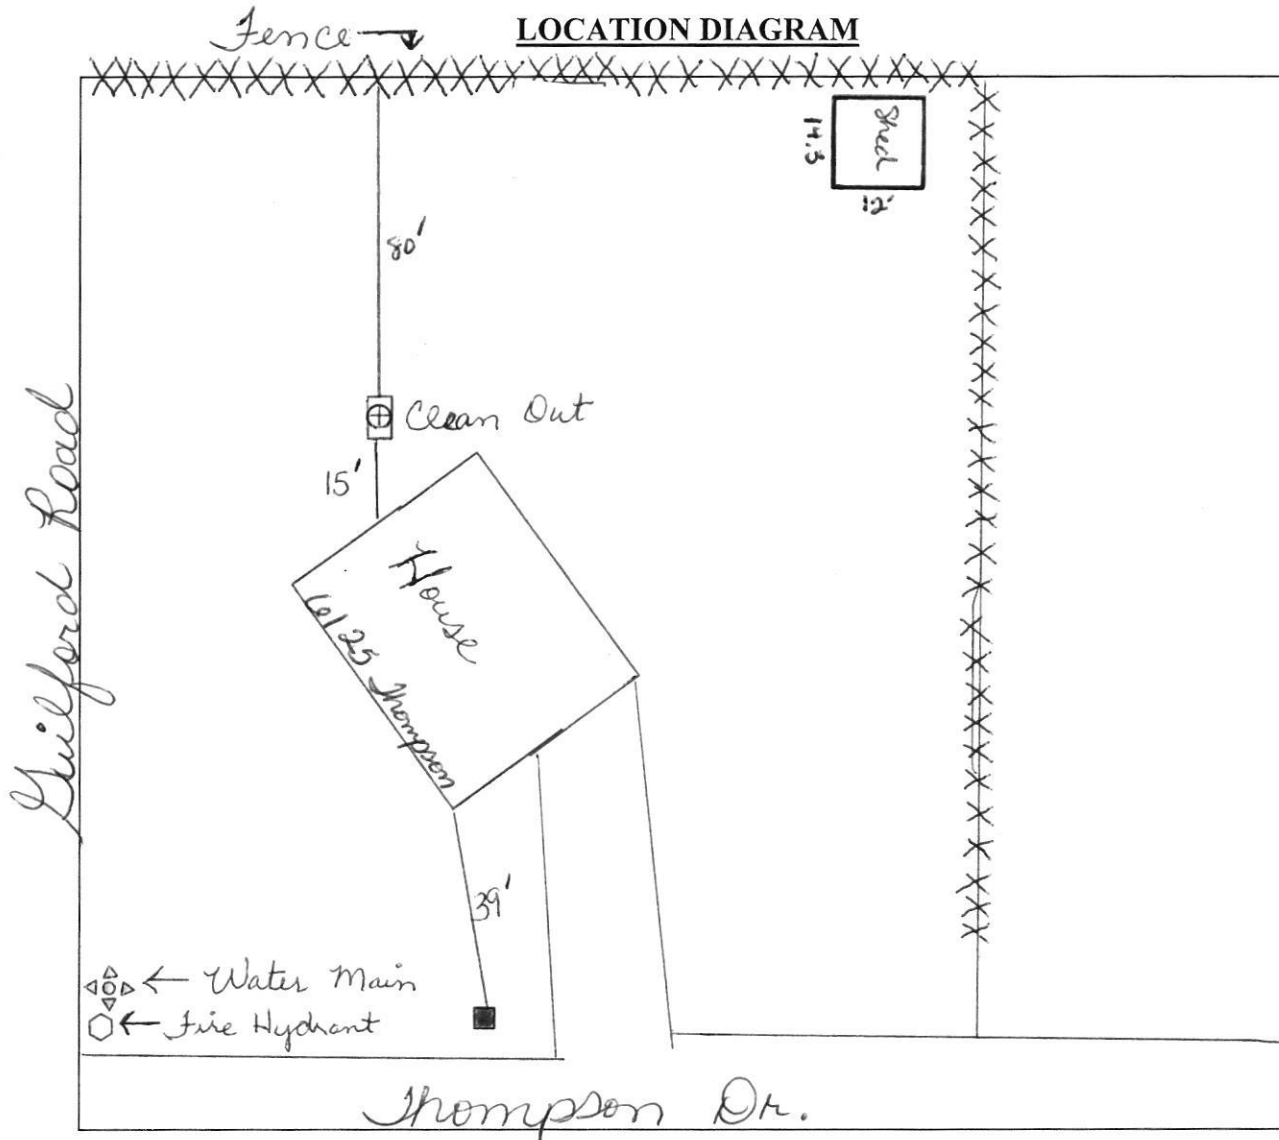 LOCATION DIAGRAM
Fence
Shed
14.3
12'
80'
Clean Out
15'
House
6125 Thompson
Guilford Road
39'
Water Main
Fire Hydrant
Thompson Dr.